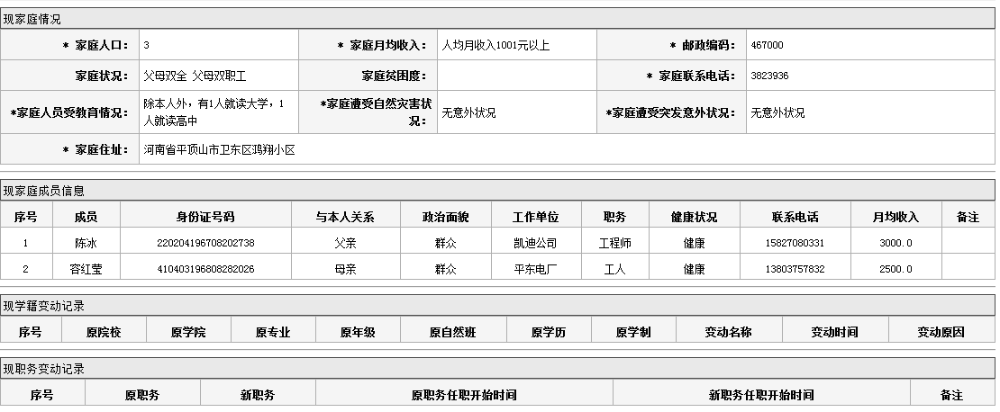 现家庭情况
* 家庭人口： 3 * 家庭月均收入： 人均月收入1001元以上 * 邮政编码： 467000
家庭状况： 父母双全 父母双职工 家庭贫困度： * 家庭联系电话： 3823936
*家庭人员受教育情况： 除本人外，有1人就读大学，1
人就读高中
*家庭遭受自然灾害状
况： 无意外状况 *家庭遭受突发意外状况： 无意外状况
* 家庭住址： 河南省平顶山市卫东区鸿翔小区
现家庭成员信息
序号 成员 身份证号码 与本人关系 政治面貌 工作单位 职务 健康状况 联系电话 月均收入 备注
1 陈冰 220204196708202738 父亲 群众 凯迪公司 工程师 健康 15827080331 3000.0
2 容红莹 410403196808282026 母亲 群众 平东电厂 工人 健康 13803757832 2500.0
现学籍变动记录
序号 原院校 原学院 原专业 原年级 原自然班 原学历 原学制 变动名称 变动时间 变动原因
现职务变动记录
序号 原职务 新职务 原职务任职开始时间 新职务任职开始时间 备注